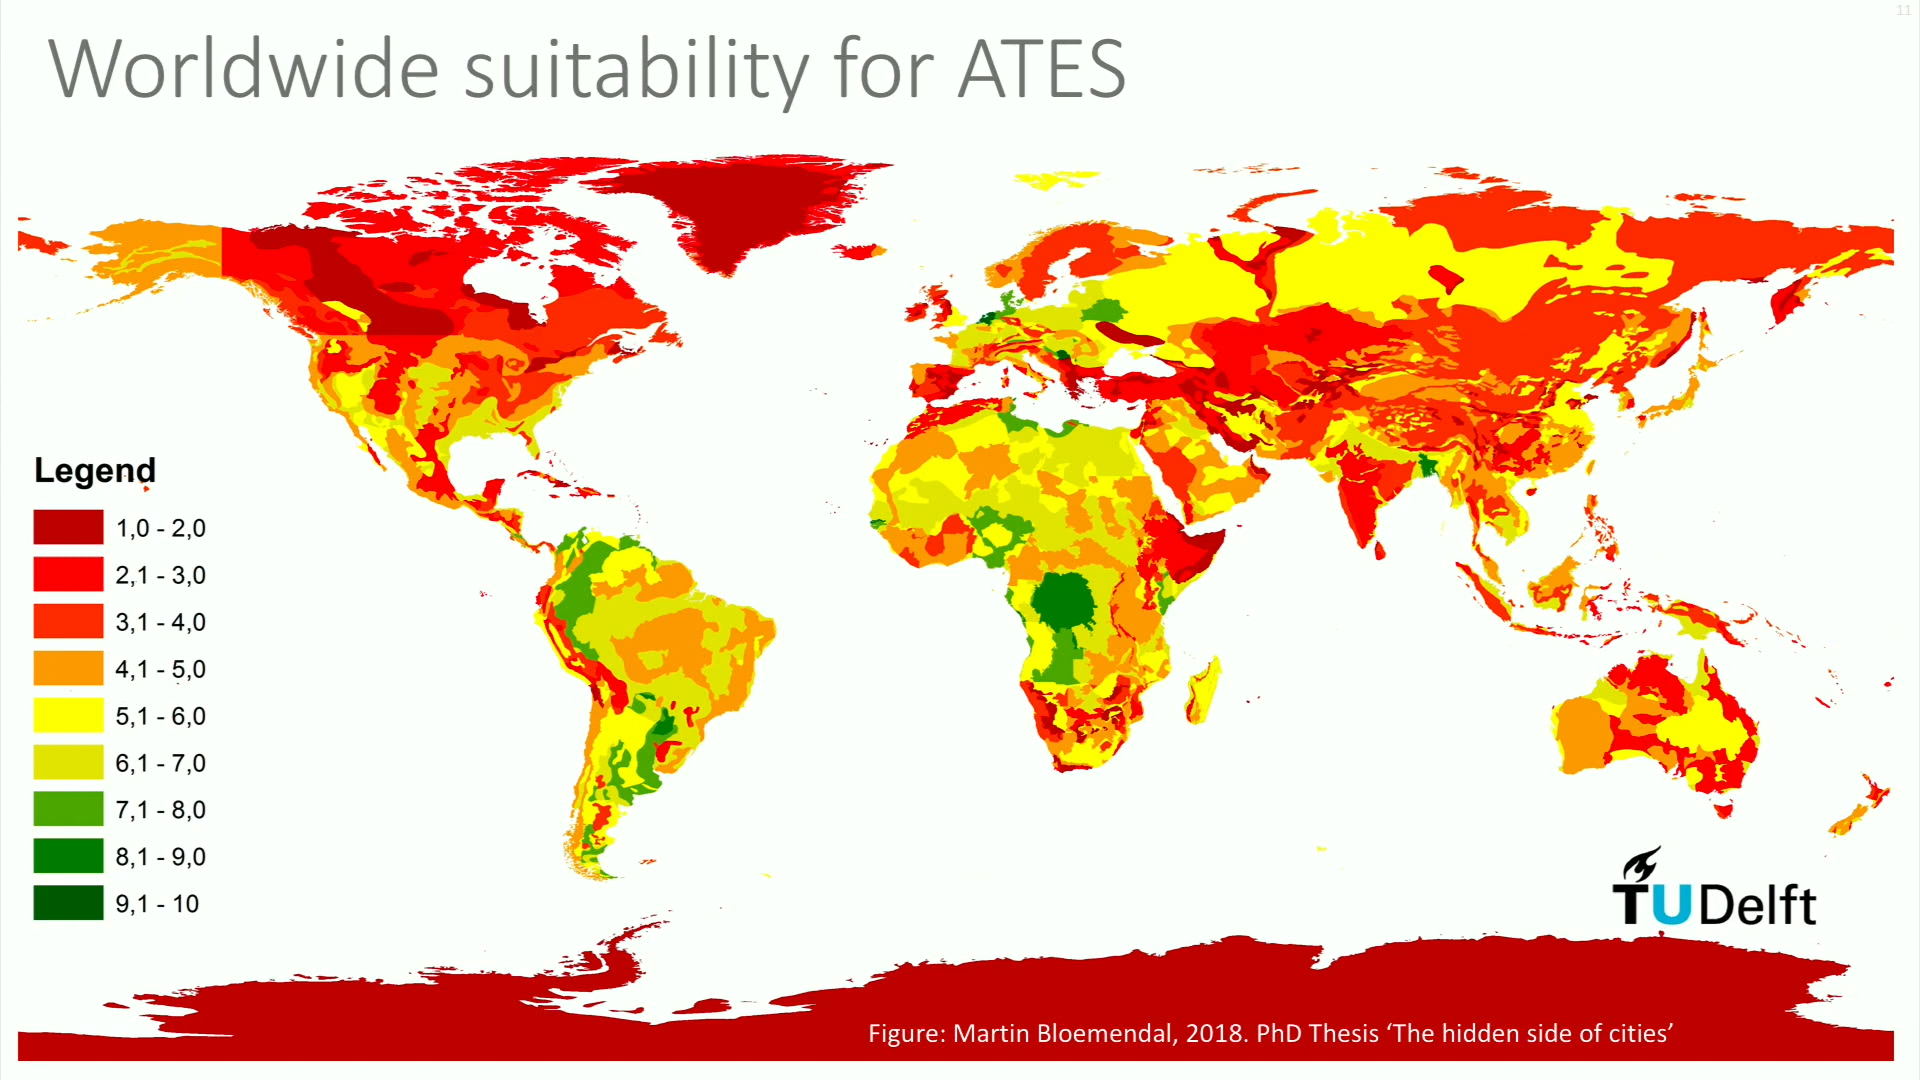 11
Worldwide suitability for ATES
Legend
1,0 - 2,0
2,1 - 3,0
3,1 - 4,0
4,1 - 5,0
5,1 - 6,0
6,1 - 7,0
7,1 - 8,0
8,1 - 9,0
9,1 - 10
TUDelft
Figure: Martin Bloemendal, 2018. PhD Thesis ‘The hidden side of cities’